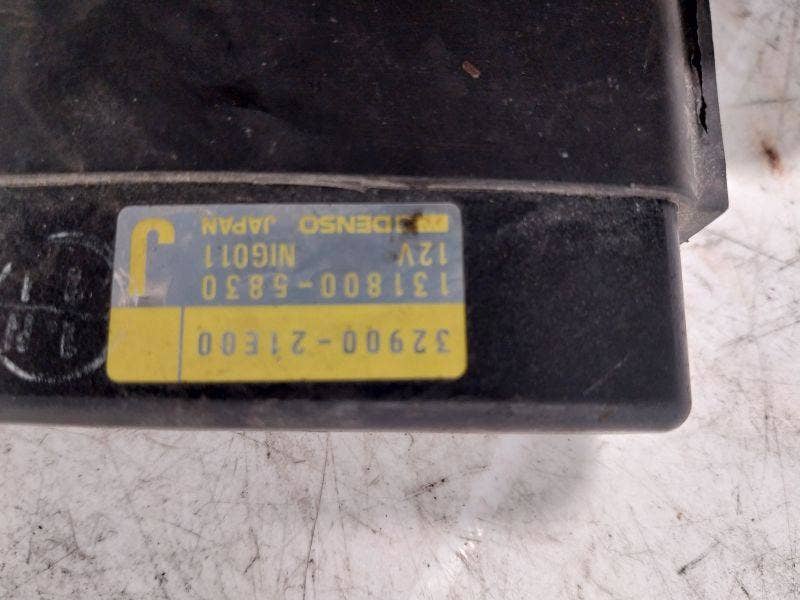 32900-21E00
131800-5830
12V NIG011
DENSO JAPAN
J